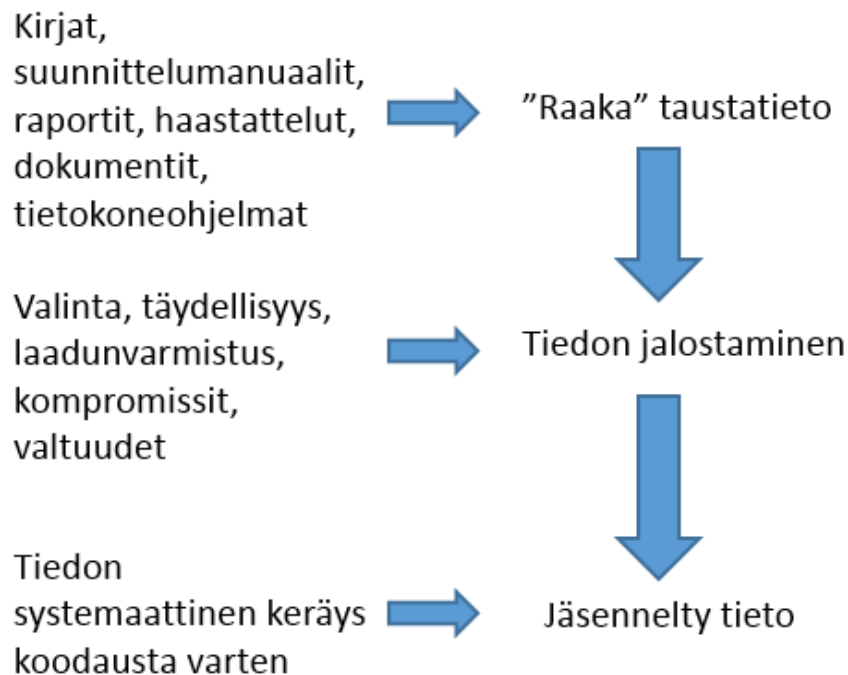 Kirjat,
suunnittelumanuaalit,
raportit, haastattelut,
dokumentit,
tietokoneohjelmat
”Raaka” taustatieto
Valinta, täydellisyys,
laadunvarmistus,
kompromissit,
valtuudet
Tiedon jalostaminen
Tiedon
systemaattinen keräys
koodausta varten
Jäsennelty tieto